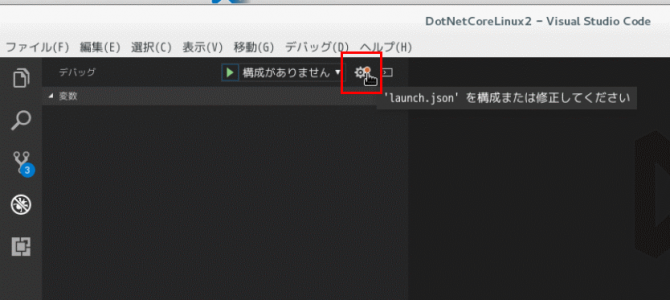 DotNetCoreLinux2 - Visual Studio Code
ファイル(F) 編集(E) 選択(C) 表示(V) 移動(G) デバッグ(D) ヘルプ(H)
デバッグ 構成がありません
'launch.json' を構成または修正してください
変数
3